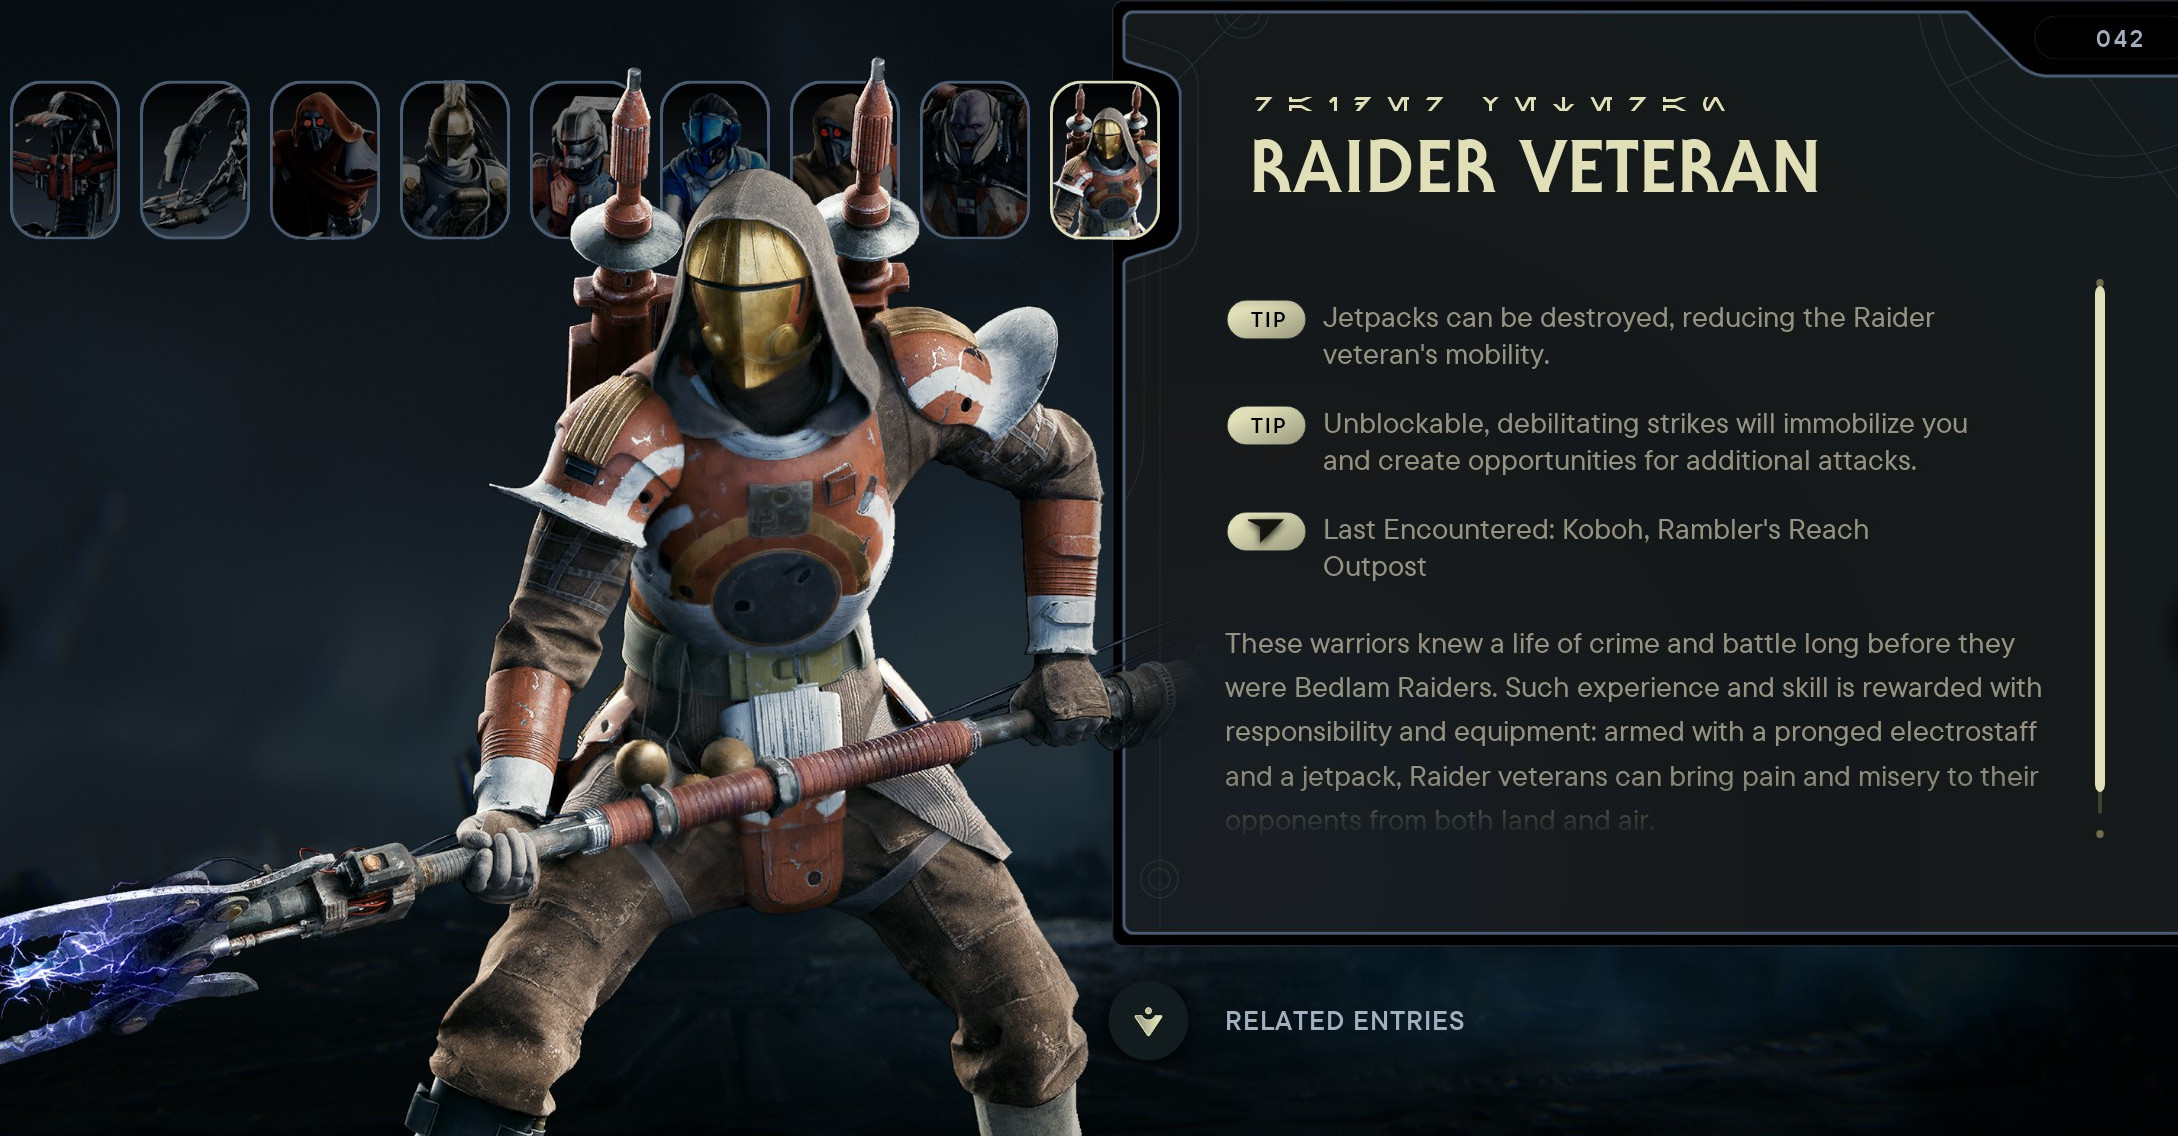 042
RAIDER VETERAN
TIP Jetpacks can be destroyed, reducing the Raider
veteran's mobility.
TIP Unblockable, debilitating strikes will immobilize you
and create opportunities for additional attacks.
Last Encountered: Koboh, Rambler's Reach
Outpost
These warriors knew a life of crime and battle long before they
were Bedlam Raiders. Such experience and skill is rewarded with
responsibility and equipment: armed with a pronged electrostaff
and a jetpack, Raider veterans can bring pain and misery to their
opponents from both land and air.
RELATED ENTRIES